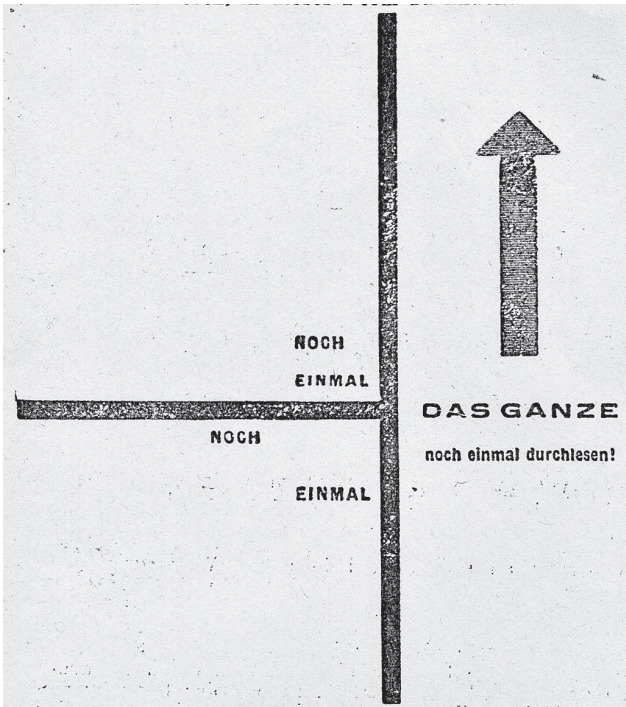 NOCH
EINMAL
NOCH
EINMAL
DAS GANZE
noch einmal durchlesen!